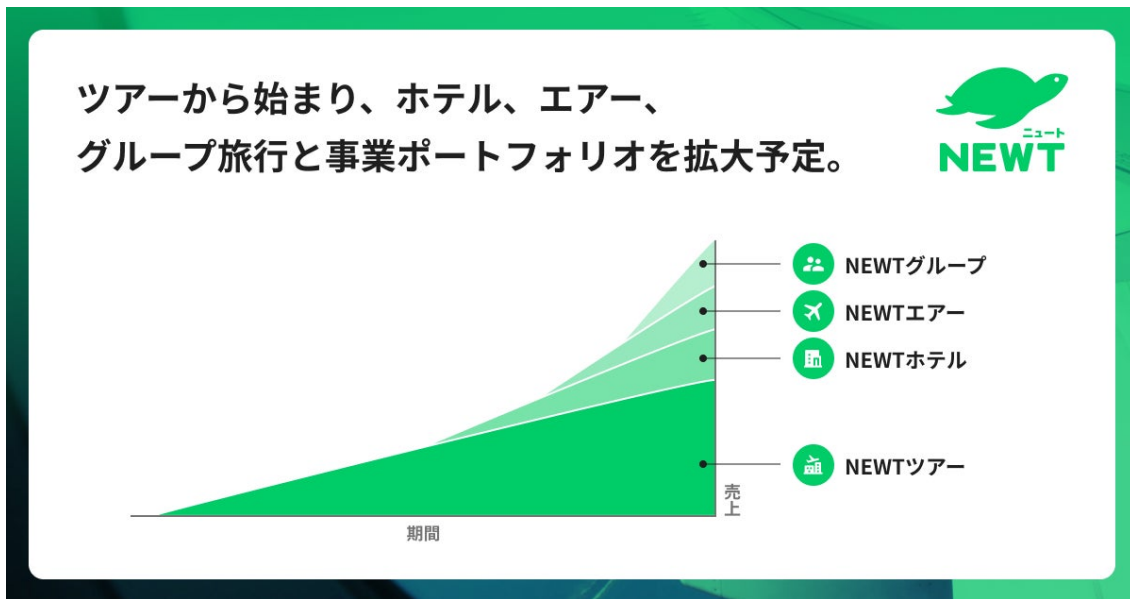 ツアーから始まり、ホテル、エアー、
グループ旅行と事業ポートフォリオを拡大予定。
ニュート
NEWT
NEWTグループ
NEWTエアー
NEWTホテル
NEWTツアー
売上
期間